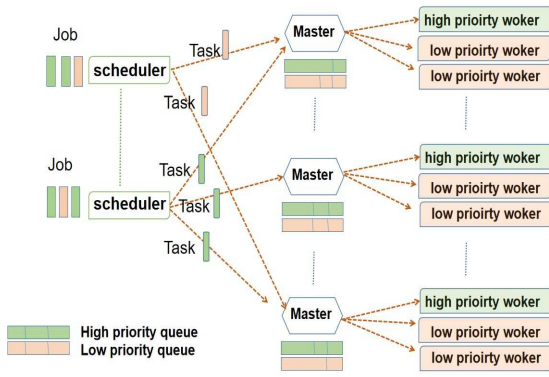 Job
scheduler
Task
Task
Master
high prioirty woker
low prioirty woker
low prioirty woker
Job
scheduler
Task
Task
Task
Master
high prioirty woker
low prioirty woker
low prioirty woker
Master
high prioirty woker
low prioirty woker
low prioirty woker
High priority queue
Low priority queue